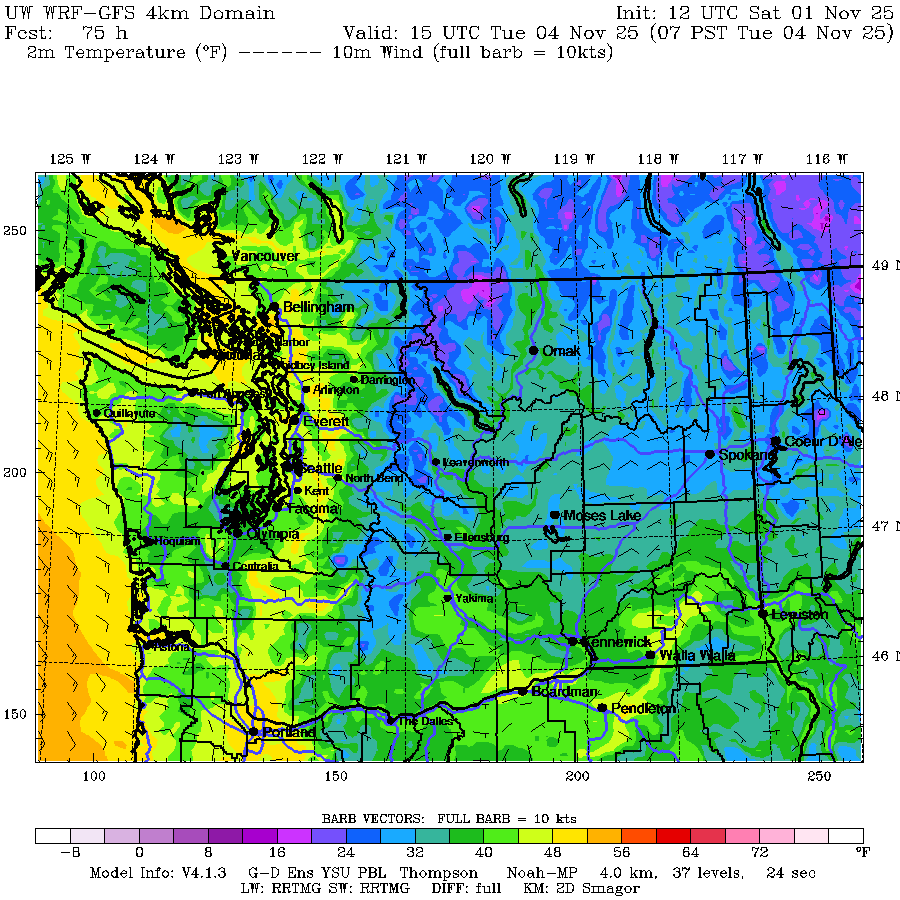 UW WRF-GFS 4km Domain Init: 12 UTC Sat 01 Nov 25
Fcst: 75 h Valid: 15 UTC Tue 04 Nov 25 (07 PST Tue 04 Nov 25)
2m Temperature (°F) ------ 10m Wind (full barb = 10kts)
125 W 124 W 123 W 122 W 121 W 120 W 119 W 118 W 117 W 116 W
250
Vancouver
49 N
Bellingham
Harbor
Omak
Whidbey Island
Darrington
Arlington
Port Angeles
48 N
Quillayute
Everett
Coeur D'Ale
Spokane
Leavenworth
200
Seattle
North Bend
Kent
Tacoma
Moses Lake
47 N
Olympia
Ellensburg
Hoquiam
Centralia
Yakima
Lewiston
Kennewick
Astoria
Walla Walla
46 N
Boardman
Pendleton
150
The Dalles
Portland
100 150 200 250
BARB VECTORS: FULL BARB = 10 kts
-8 0 8 16 24 32 40 48 56 64 72 °F
Model Info: V4.1.3 G-D Ens YSU PBL Thompson Noah-MP 4.0 km, 37 levels, 24 sec
LW: RRTMG SW: RRTMG DIFF: full KM: 2D Smagor